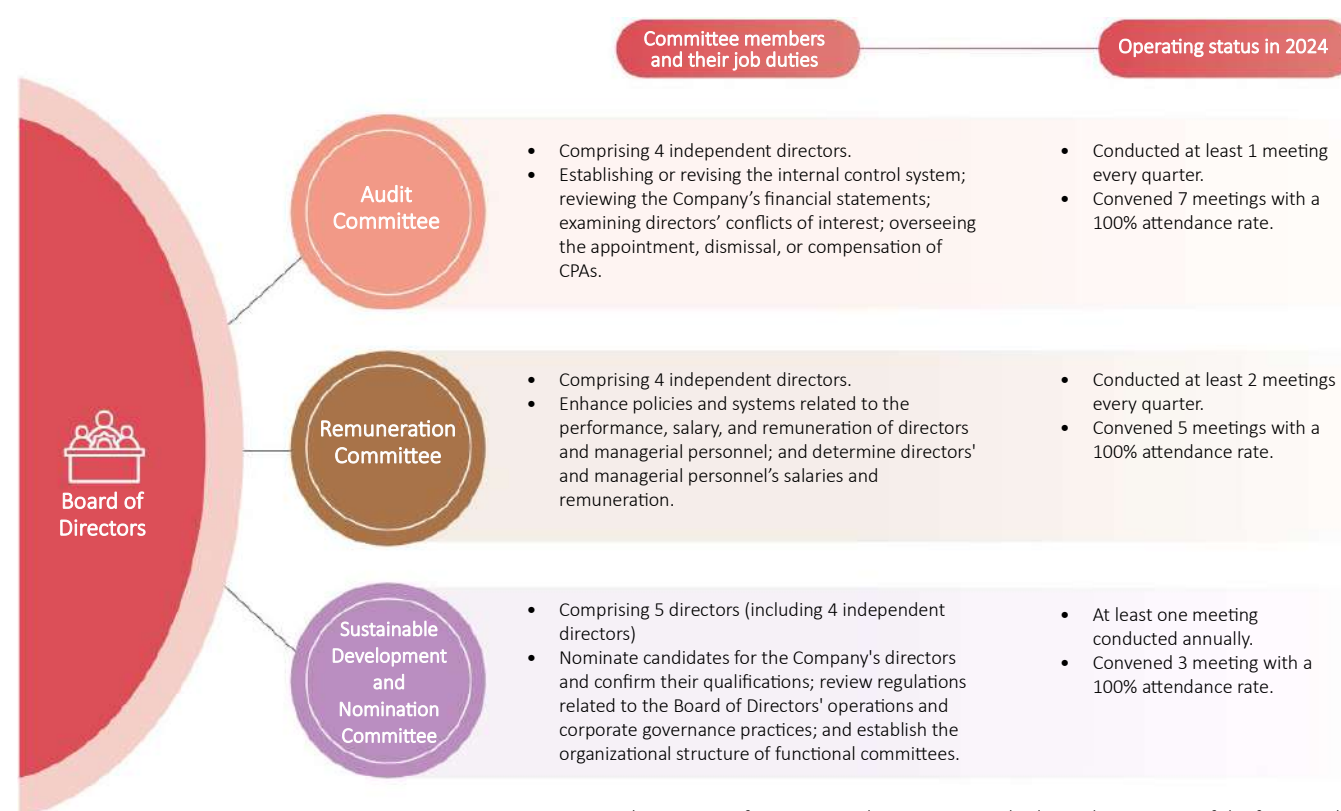 Committee members
and their job duties
Operating status in 2024
Board of
Directors
Audit
Committee
• Comprising 4 independent directors.
• Establishing or revising the internal control system;
reviewing the Company’s financial statements;
examining directors’ conflicts of interest; overseeing
the appointment, dismissal, or compensation of
CPAs.
• Conducted at least 1 meeting
every quarter.
• Convened 7 meetings with a
100% attendance rate.
Remuneration
Committee
• Comprising 4 independent directors.
• Enhance policies and systems related to the
performance, salary, and remuneration of directors
and managerial personnel; and determine directors'
and managerial personnel’s salaries and
remuneration.
• Conducted at least 2 meetings
every quarter.
• Convened 5 meetings with a
100% attendance rate.
Sustainable
Development
and
Nomination
Committee
• Comprising 5 directors (including 4 independent
directors)
• Nominate candidates for the Company's directors
and confirm their qualifications; review regulations
related to the Board of Directors' operations and
corporate governance practices; and establish the
organizational structure of functional committees.
• At least one meeting
conducted annually.
• Convened 3 meeting with a
100% attendance rate.